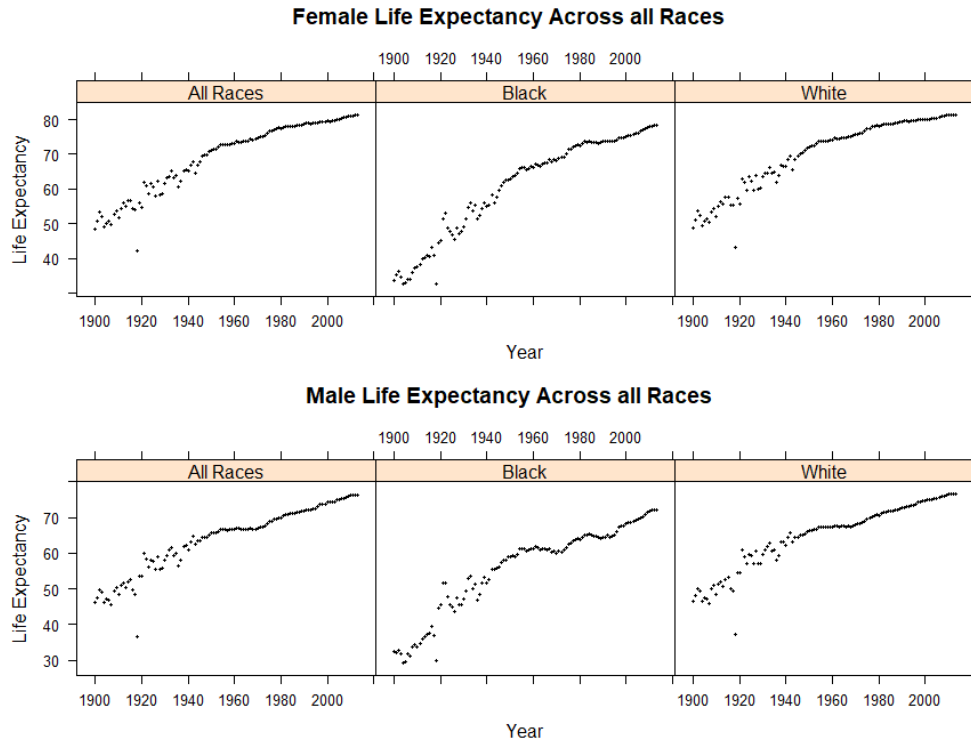 Female Life Expectancy Across all Races
1900 1920 1940 1960 1980 2000
All Races Black White
80
70
60
50
40
Life Expectancy
1900 1920 1940 1960 1980 2000 1900 1920 1940 1960 1980 2000
Year
Male Life Expectancy Across all Races
1900 1920 1940 1960 1980 2000
All Races Black White
70
60
50
40
30
Life Expectancy
1900 1920 1940 1960 1980 2000 1900 1920 1940 1960 1980 2000
Year